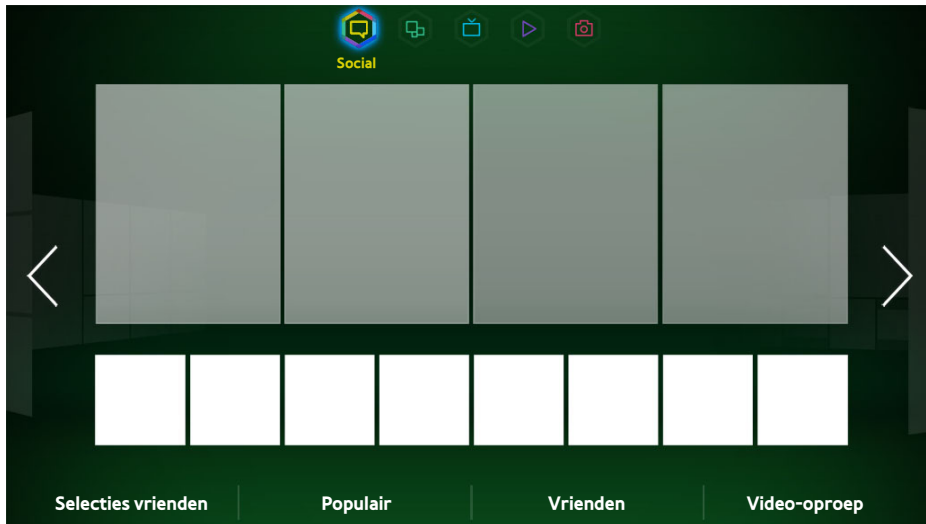 Social
Selecties vrienden
Populair
Vrienden
Video-oproep